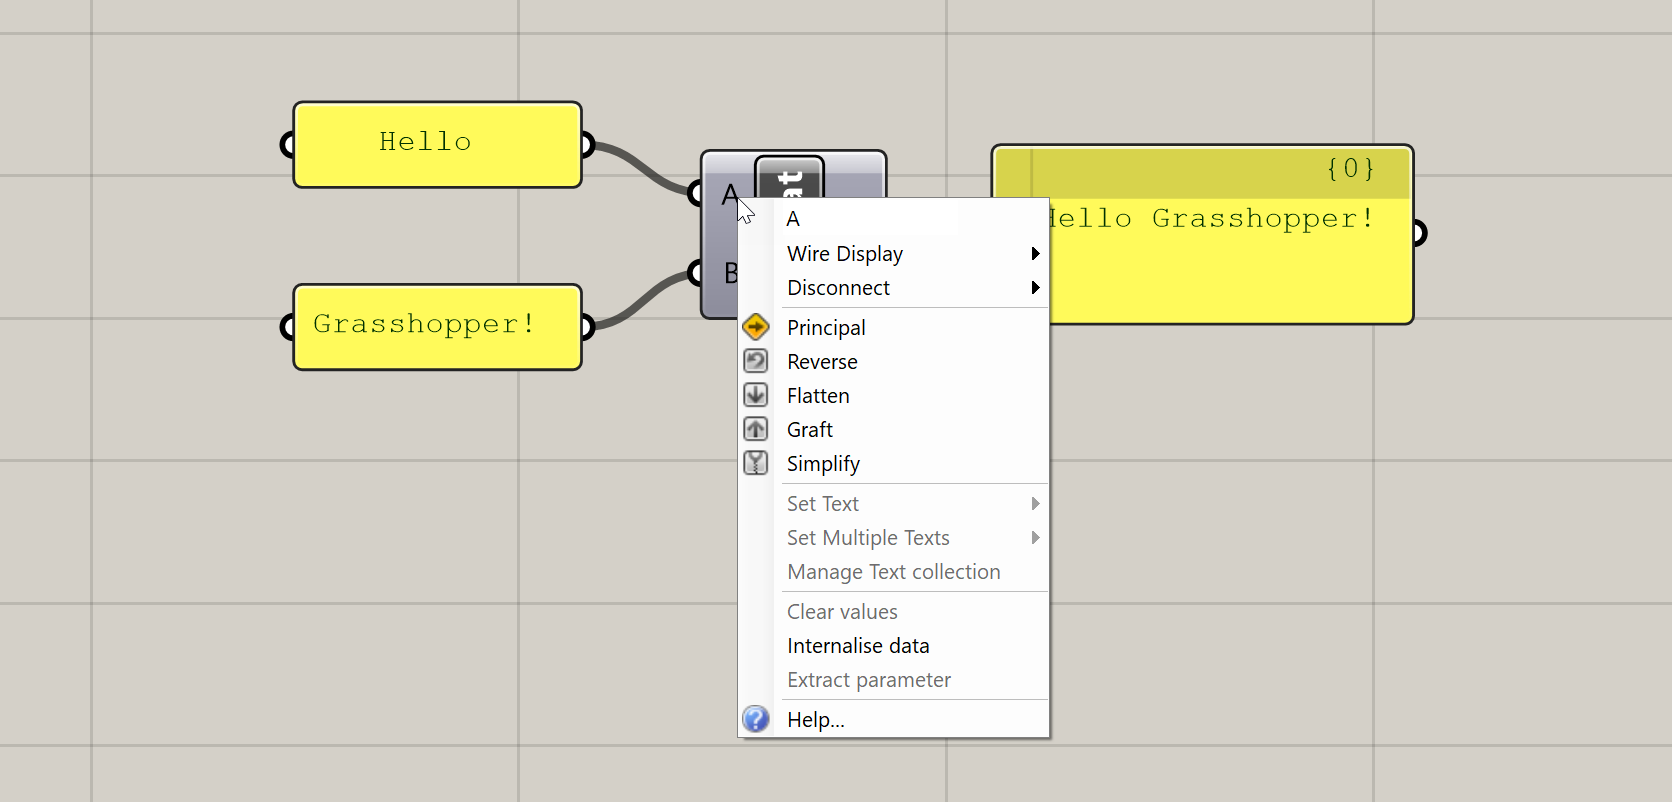 Hello
{0}
A
at
Hello Grasshopper!
B
Grasshopper!
A
Wire Display
Disconnect
Principal
Reverse
Flatten
Graft
Simplify
Set Text
Set Multiple Texts
Manage Text collection
Clear values
Internalise data
Extract parameter
Help...